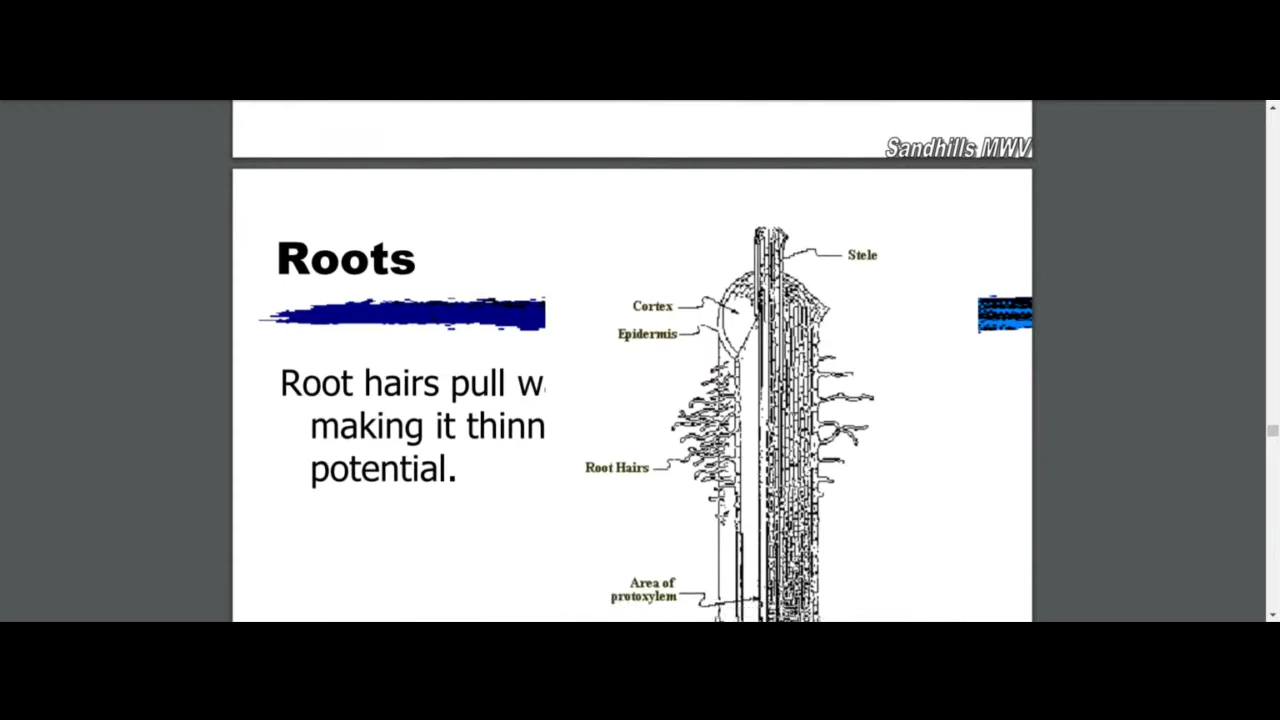 Sandhills MWV
Roots
Root hairs pull
making it thinn
potential.
Stele
Cortex
Epidermis
Root Hairs
Area of
protoxylem